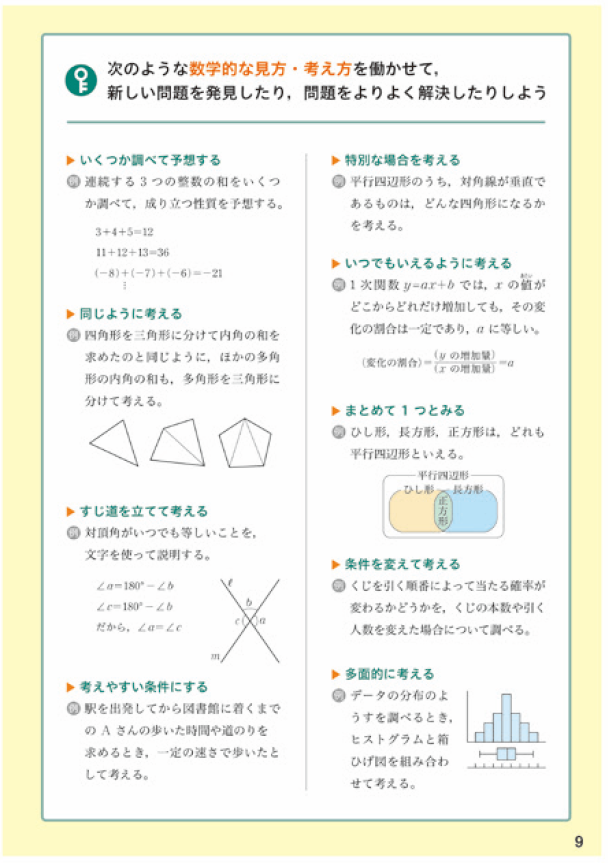 次のような数学的な見方・考え方を働かせて,
新しい問題を発見したり, 問題をよりよく解決したりしよう
▶ いくつか調べて予想する
例 連続する3つの整数の和をいくつ
か調べて, 成り立つ性質を予想する。
3+4+5=12
11+12+13=36
(−8)+(−7)+(−6)=−21
⋮
▶ 同じように考える
例 四角形を三角形に分けて内角の和を
求めたのと同じように, ほかの多角
形の内角の和も, 多角形を三角形に
分けて考える。
▶ すじ道を立てて考える
例 対頂角がいつでも等しいことを,
文字を使って説明する。
∠a=180°−∠b
∠c=180°−∠b
だから, ∠a=∠c
ℓ
b
c a
m
▶ 考えやすい条件にする
例 駅を出発してから図書館に着くまで
の A さんの歩いた時間や道のりを
求めるとき, 一定の速さで歩いたと
して考える。
▶ 特別な場合を考える
例 平行四辺形のうち, 対角線が垂直で
あるものは, どんな四角形になるか
を考える。
▶ いつでもいえるように考える
あたい
例 1次関数 y=ax+b では, x の値が
どこからどれだけ増加しても, その変
化の割合は一定であり, a に等しい。
(変化の割合)=(y の増加量)/(x の増加量)=a
▶ まとめて1つとみる
例 ひし形, 長方形, 正方形は, どれも
平行四辺形といえる。
平行四辺形
ひし形 長方形
正方形
▶ 条件を変えて考える
例 くじを引く順番によって当たる確率が
変わるかどうかを, くじの本数や引く
人数を変えた場合について調べる。
▶ 多面的に考える
例 データの分布のよ
うすを調べるとき,
ヒストグラムと箱
ひげ図を組み合わ
せて考える。
9